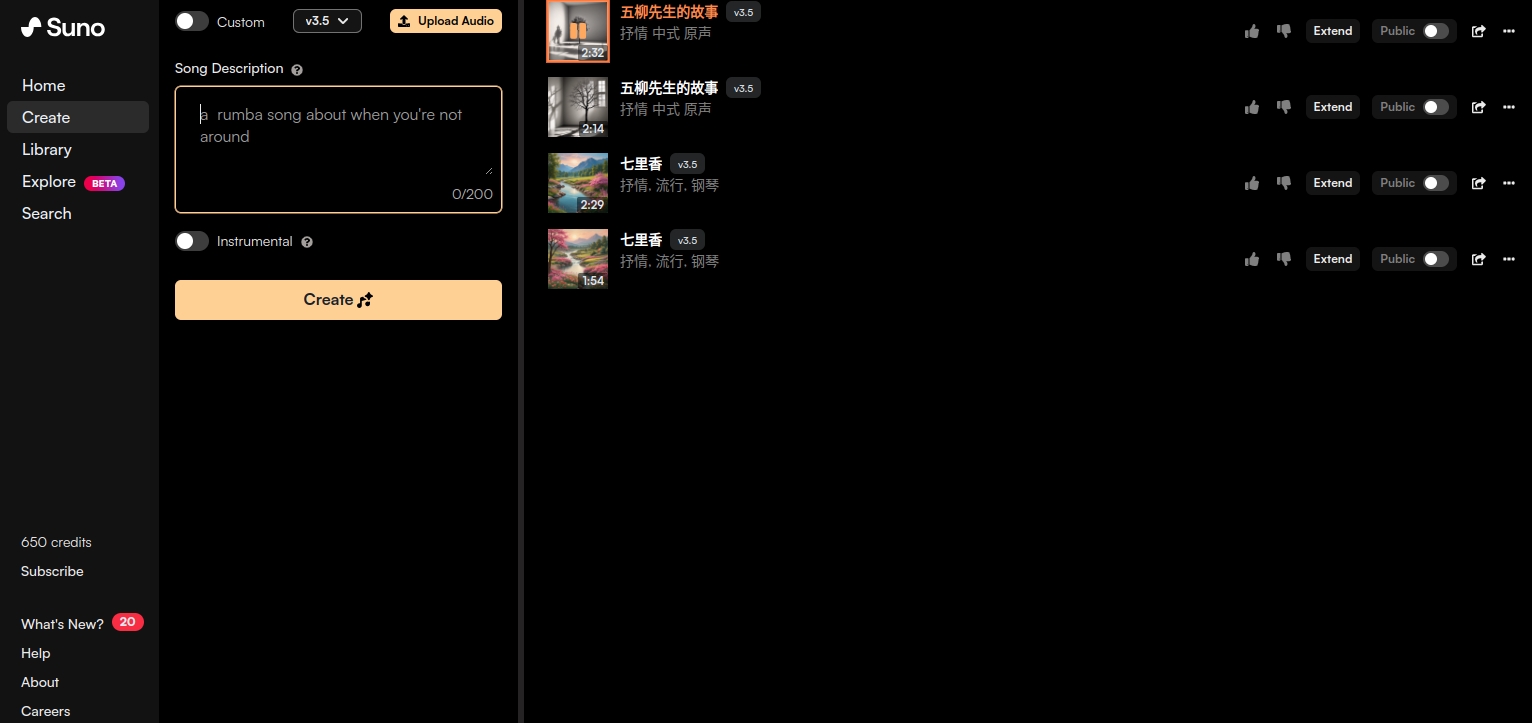 Suno
Home
Create
Library
Explore BETA
Search
650 credits
Subscribe
What's New? 20
Help
About
Careers
Custom
v3.5
Upload Audio
Song Description
a  rumba song about when you're not
around
0/200
Instrumental
Create
五柳先生的故事 v3.5
抒情 中式 原声
2:32
Extend
Public
五柳先生的故事 v3.5
抒情 中式 原声
2:14
Extend
Public
七里香 v3.5
抒情, 流行, 钢琴
2:29
Extend
Public
七里香 v3.5
抒情, 流行, 钢琴
1:54
Extend
Public